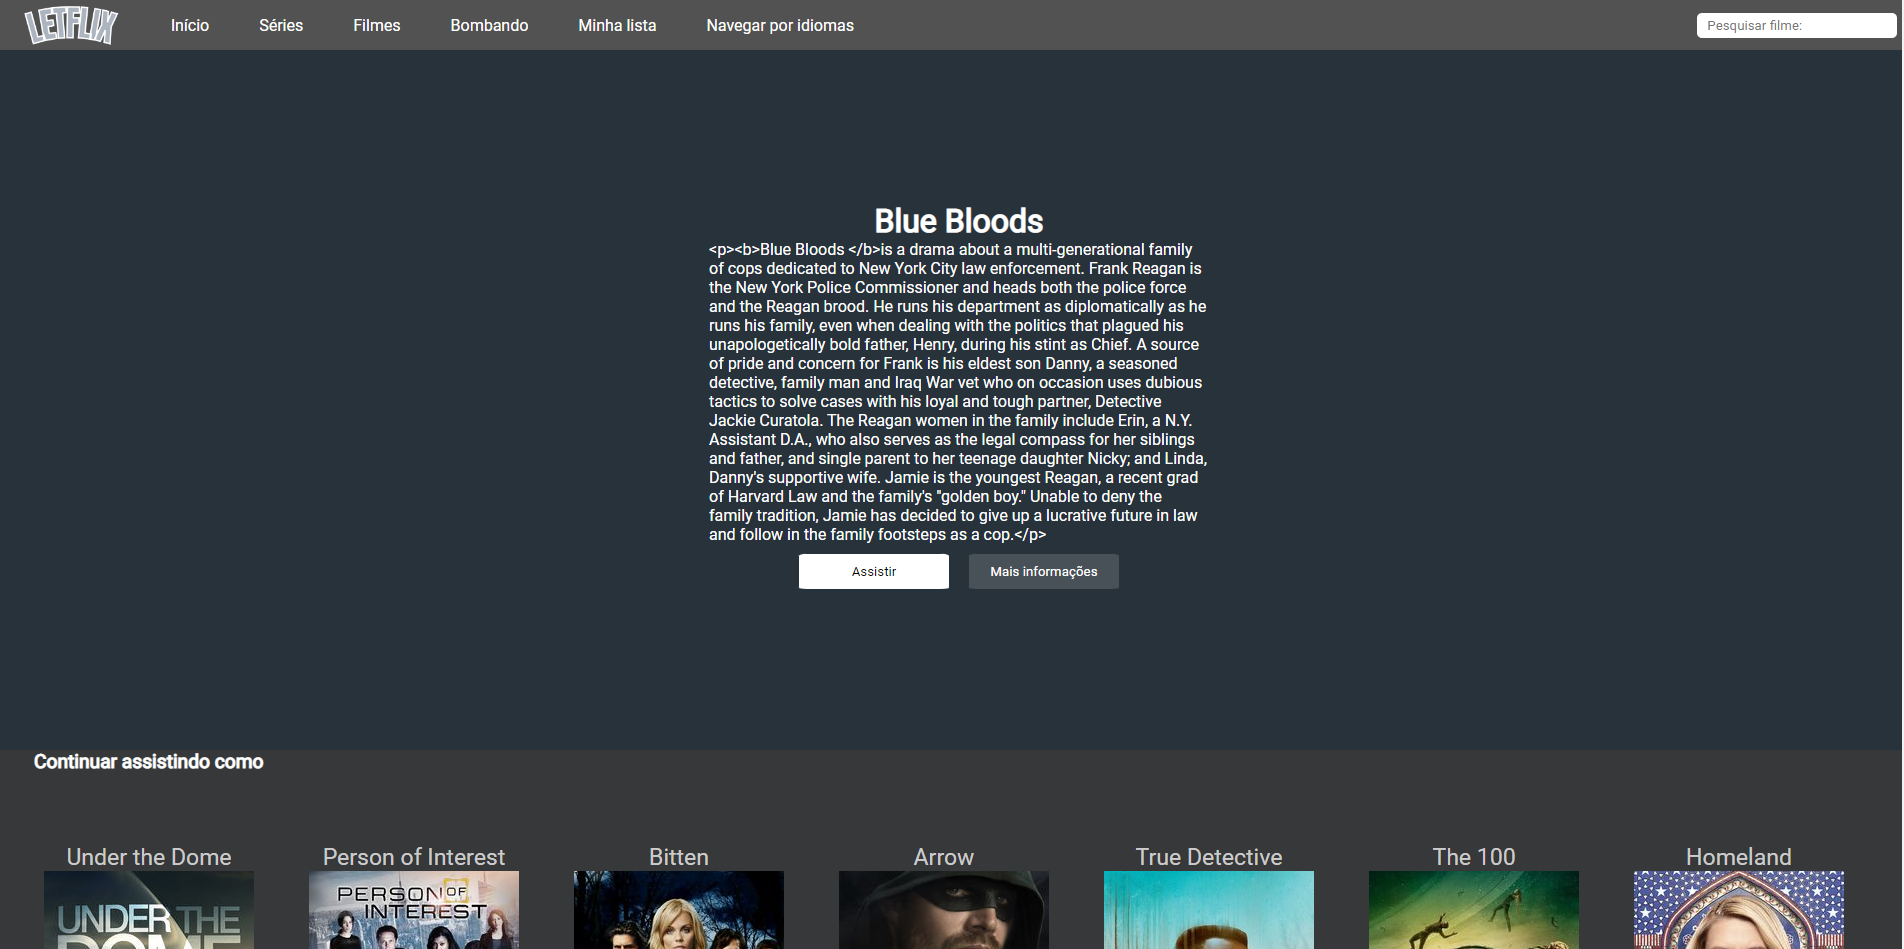 LETFLIX
Início Séries Filmes Bombando Minha lista Navegar por idiomas Pesquisar filme:
Blue Bloods
<p><b>Blue Bloods </b>is a drama about a multi-generational family
of cops dedicated to New York City law enforcement. Frank Reagan is
the New York Police Commissioner and heads both the police force
and the Reagan brood. He runs his department as diplomatically as he
runs his family, even when dealing with the politics that plagued his
unapologetically bold father, Henry, during his stint as Chief. A source
of pride and concern for Frank is his eldest son Danny, a seasoned
detective, family man and Iraq War vet who on occasion uses dubious
tactics to solve cases with his loyal and tough partner, Detective
Jackie Curatola. The Reagan women in the family include Erin, a N.Y.
Assistant D.A., who also serves as the legal compass for her siblings
and father, and single parent to her teenage daughter Nicky; and Linda,
Danny's supportive wife. Jamie is the youngest Reagan, a recent grad
of Harvard Law and the family's "golden boy." Unable to deny the
family tradition, Jamie has decided to give up a lucrative future in law
and follow in the family footsteps as a cop.</p>
Assistir Mais informações
Continuar assistindo como
Under the Dome Person of Interest Bitten Arrow True Detective The 100 Homeland
UNDER THE
DOME
PERSON OF
INTEREST